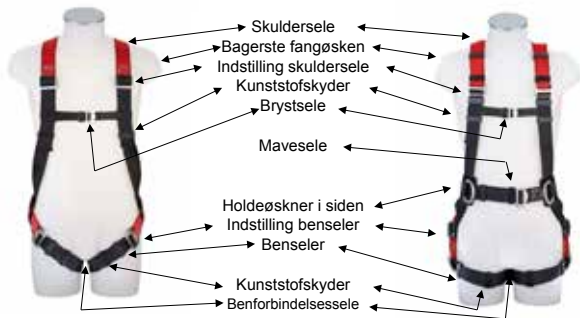 Skuldersele
Bagerste fangøsken
Indstilling skuldersele
Kunststofskyder
Brystsele
Mavesele
Holdeøskner i siden
Indstilling benseler
Benseler
Kunststofskyder
Benforbindelsessele